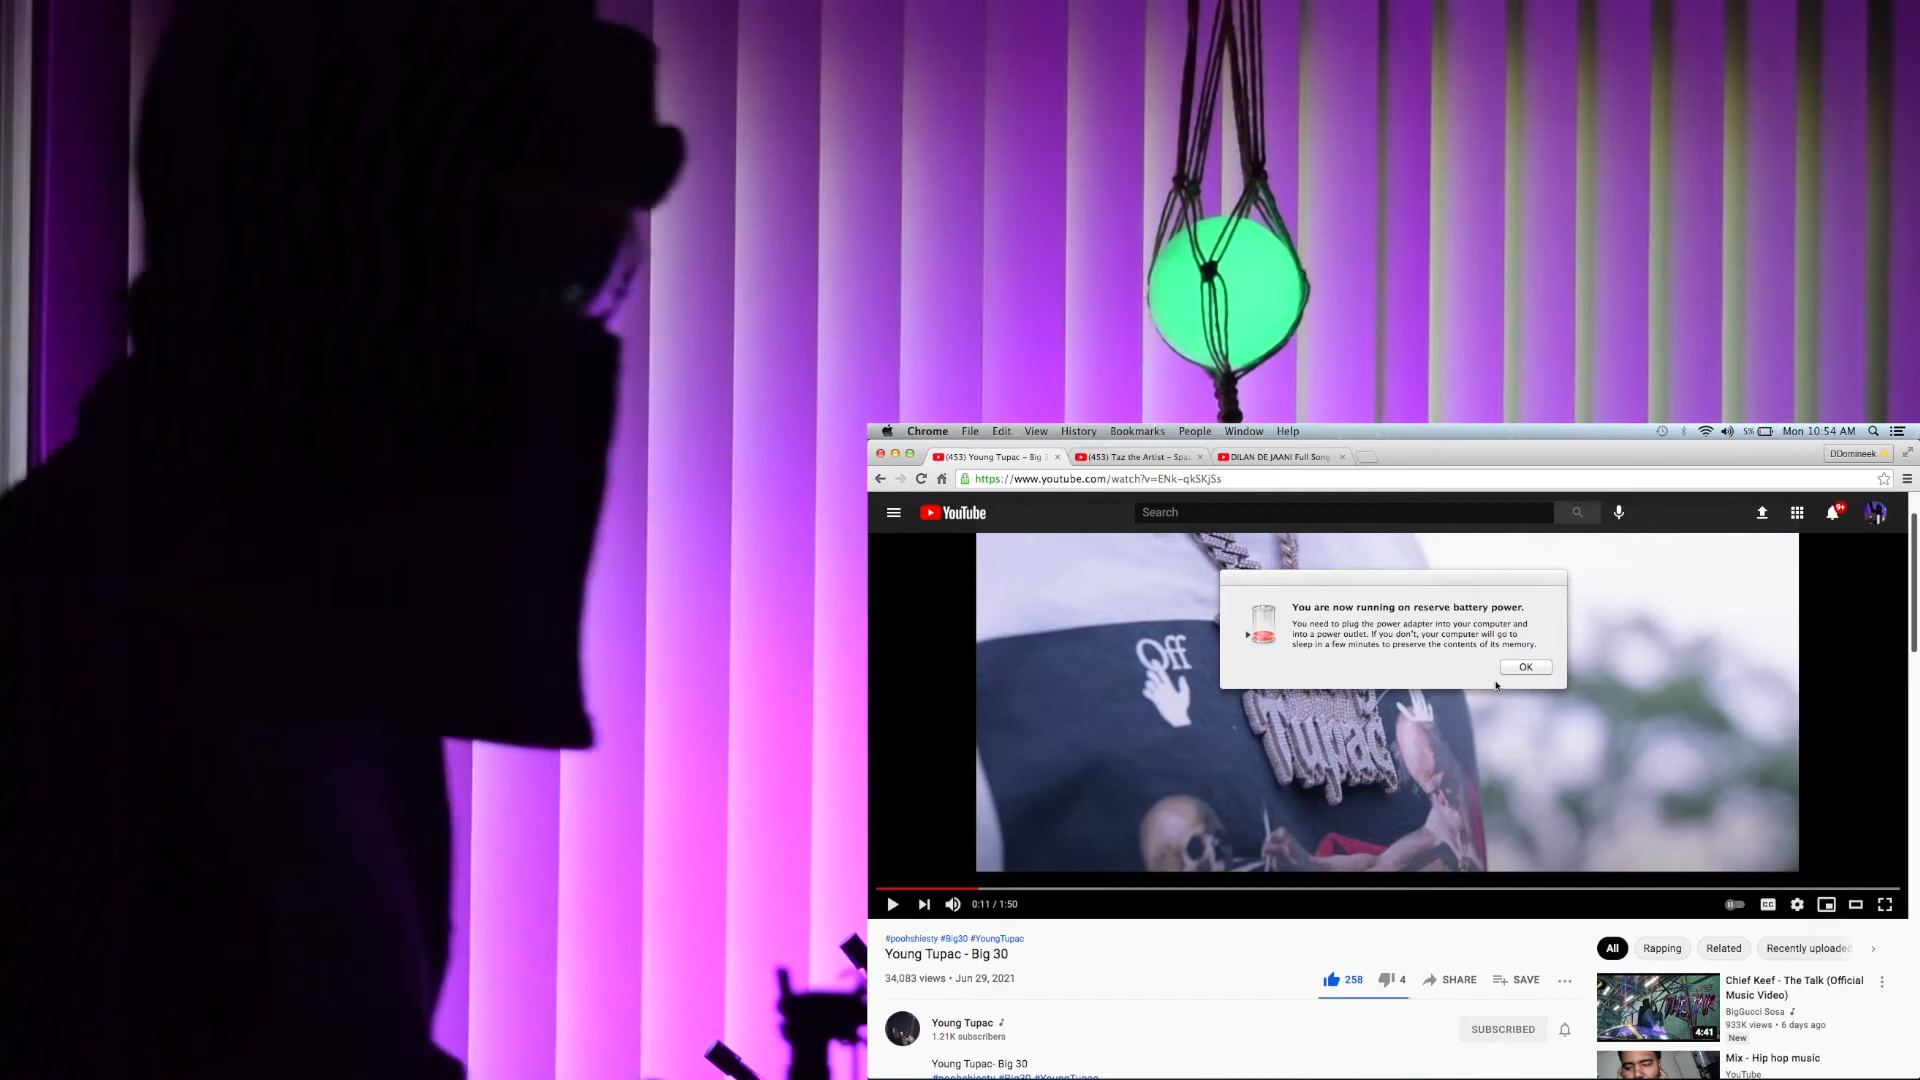 Chrome File Edit View History Bookmarks People Window Help 5% Mon 10:54 AM
(453) Young Tupac – Big 3 (453) Taz the Artist – Spa DILAN DE JAANI Full Song DDomineek
https://www.youtube.com/watch?v=ENk-qkSKjSs
YouTube Search 9+
You are now running on reserve battery power.
You need to plug the power adapter into your computer and
into a power outlet. If you don't, your computer will go to
sleep in a few minutes to preserve the contents of its memory.
OK
Off
Tupac
0:11 / 1:50 CC
#poohshiesty #Big30 #YoungTupac
Young Tupac - Big 30
34,083 views • Jun 29, 2021 258 4 SHARE SAVE
Young Tupac
1.21K subscribers
SUBSCRIBED
Young Tupac- Big 30
#poohshiesty #Big30 #YoungTupac
All Rapping Related Recently uploaded
Chief Keef - The Talk (Official
Music Video)
BigGucci Sosa
933K views • 6 days ago
New
4:41
Mix - Hip hop music
YouTube